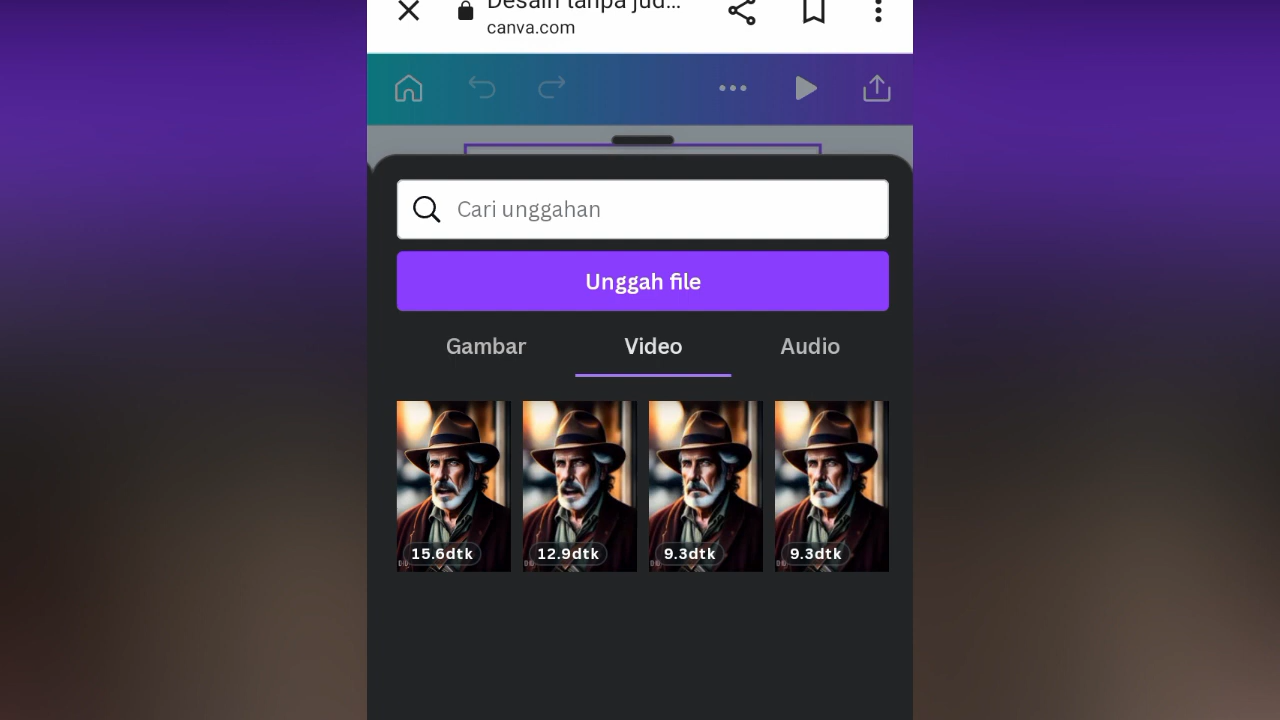 Desain tanpa jud...
canva.com
Cari unggahan
Unggah file
Gambar Video Audio
15.6dtk 12.9dtk 9.3dtk 9.3dtk